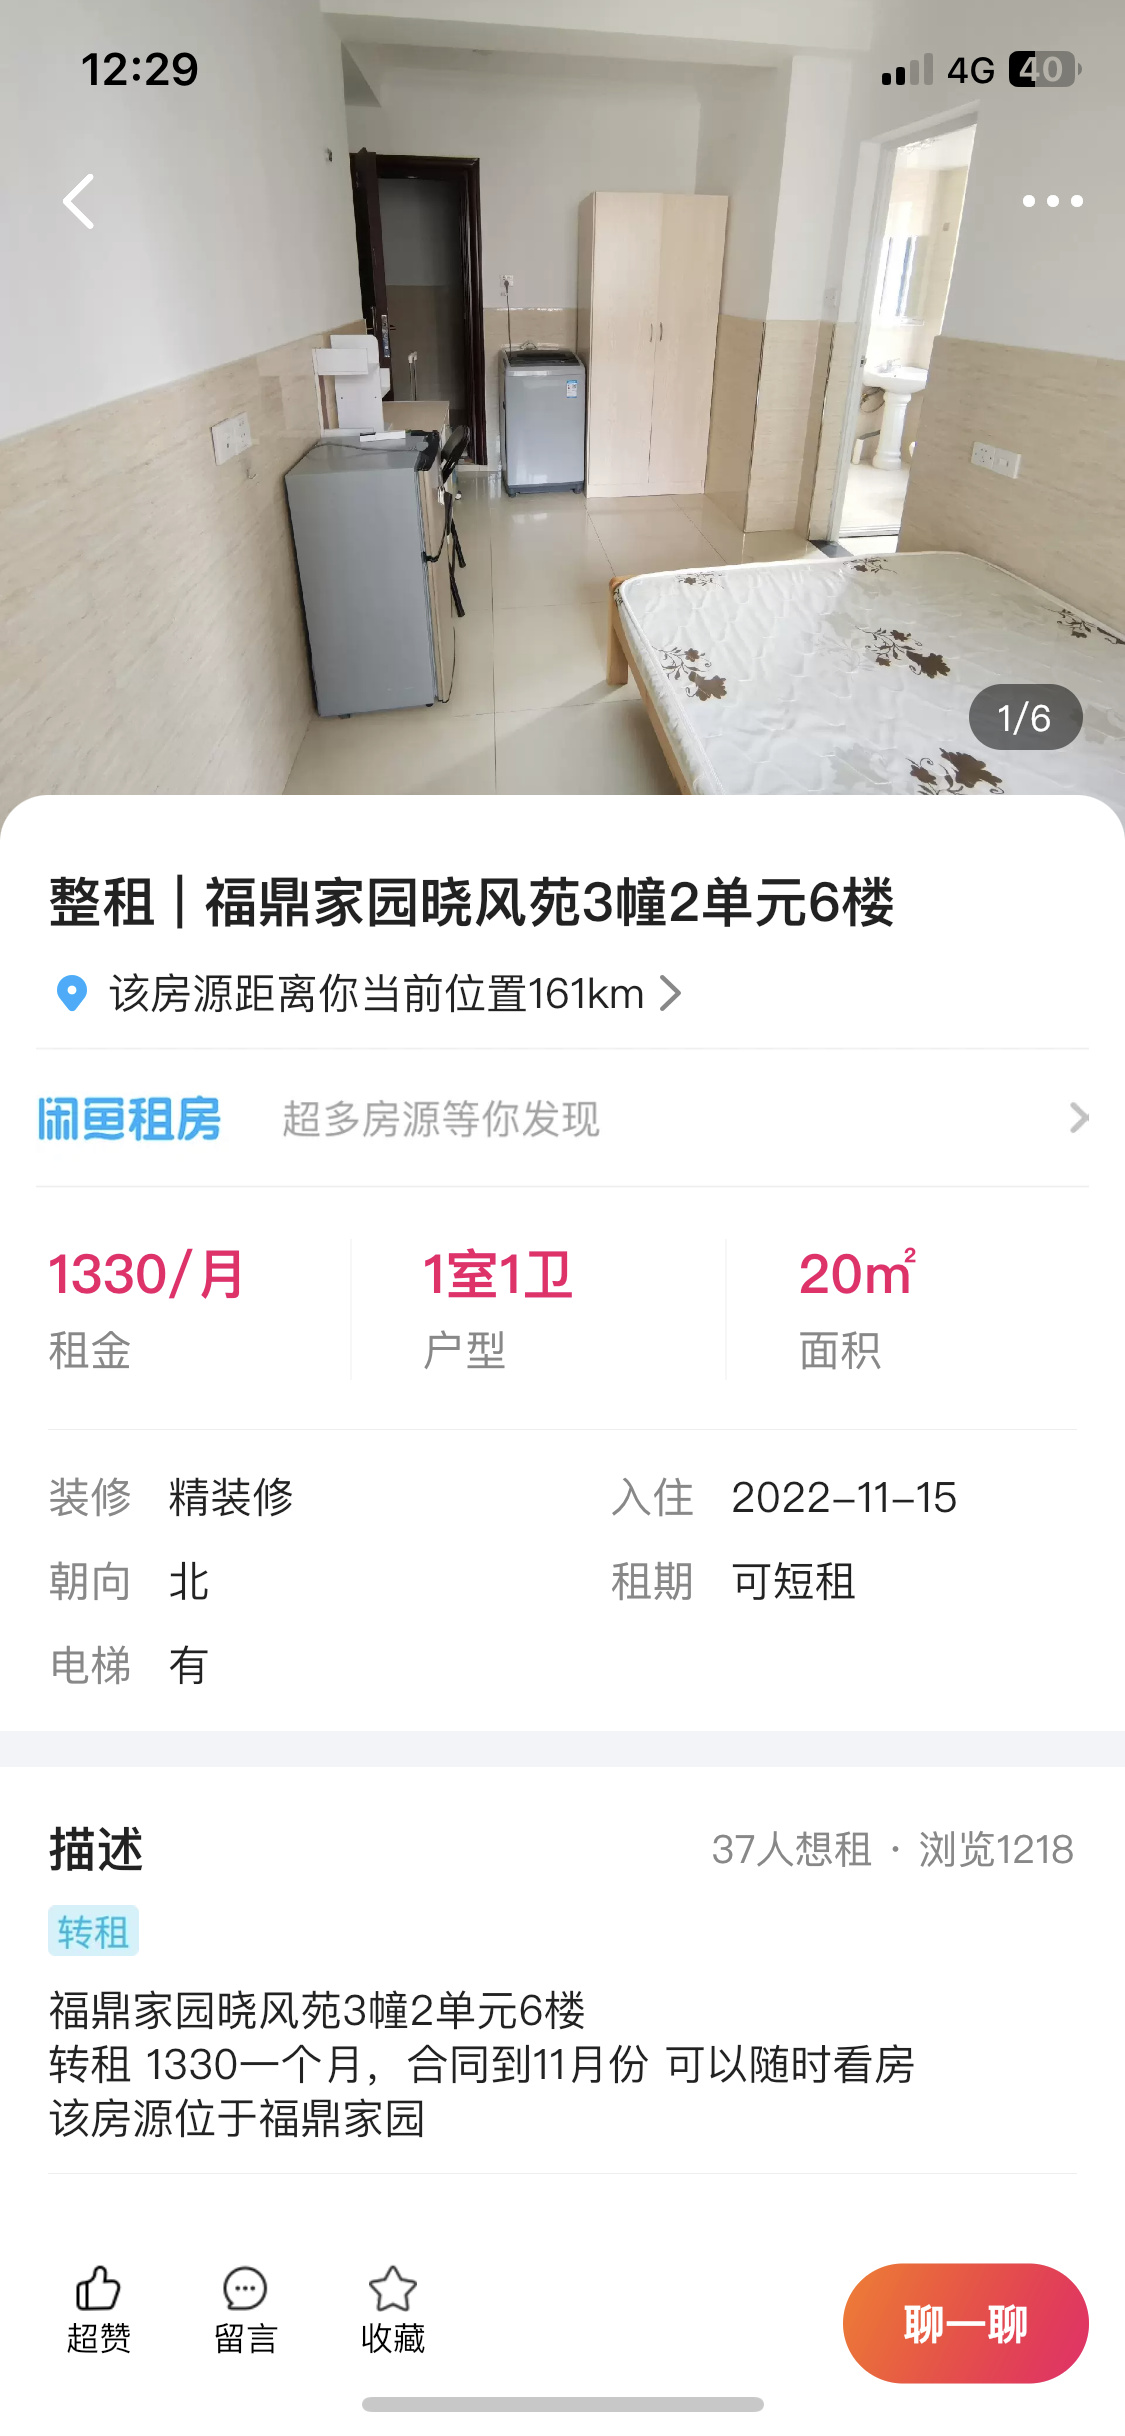 12:29
4G 40
1/6
整租 | 福鼎家园晓风苑3幢2单元6楼
该房源距离你当前位置161km
闲鱼租房 超多房源等你发现
1330/月 1室1卫 20㎡
租金 户型 面积
装修 精装修 入住 2022-11-15
朝向 北 租期 可短租
电梯 有
描述 37人想租 · 浏览1218
转租
福鼎家园晓风苑3幢2单元6楼
转租 1330一个月，合同到11月份 可以随时看房
该房源位于福鼎家园
超赞 留言 收藏 聊一聊